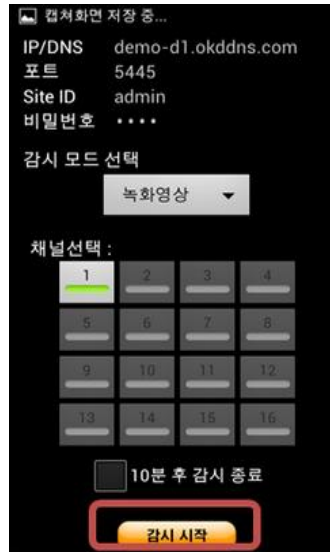 캡쳐화면 저장 중...
IP/DNS demo-d1.okddns.com
포트 5445
Site ID admin
비밀번호 ••••
감시 모드 선택
녹화영상
채널선택 :
1 2 3 4
5 6 7 8
9 10 11 12
13 14 15 16
10분 후 감시 종료
감시 시작